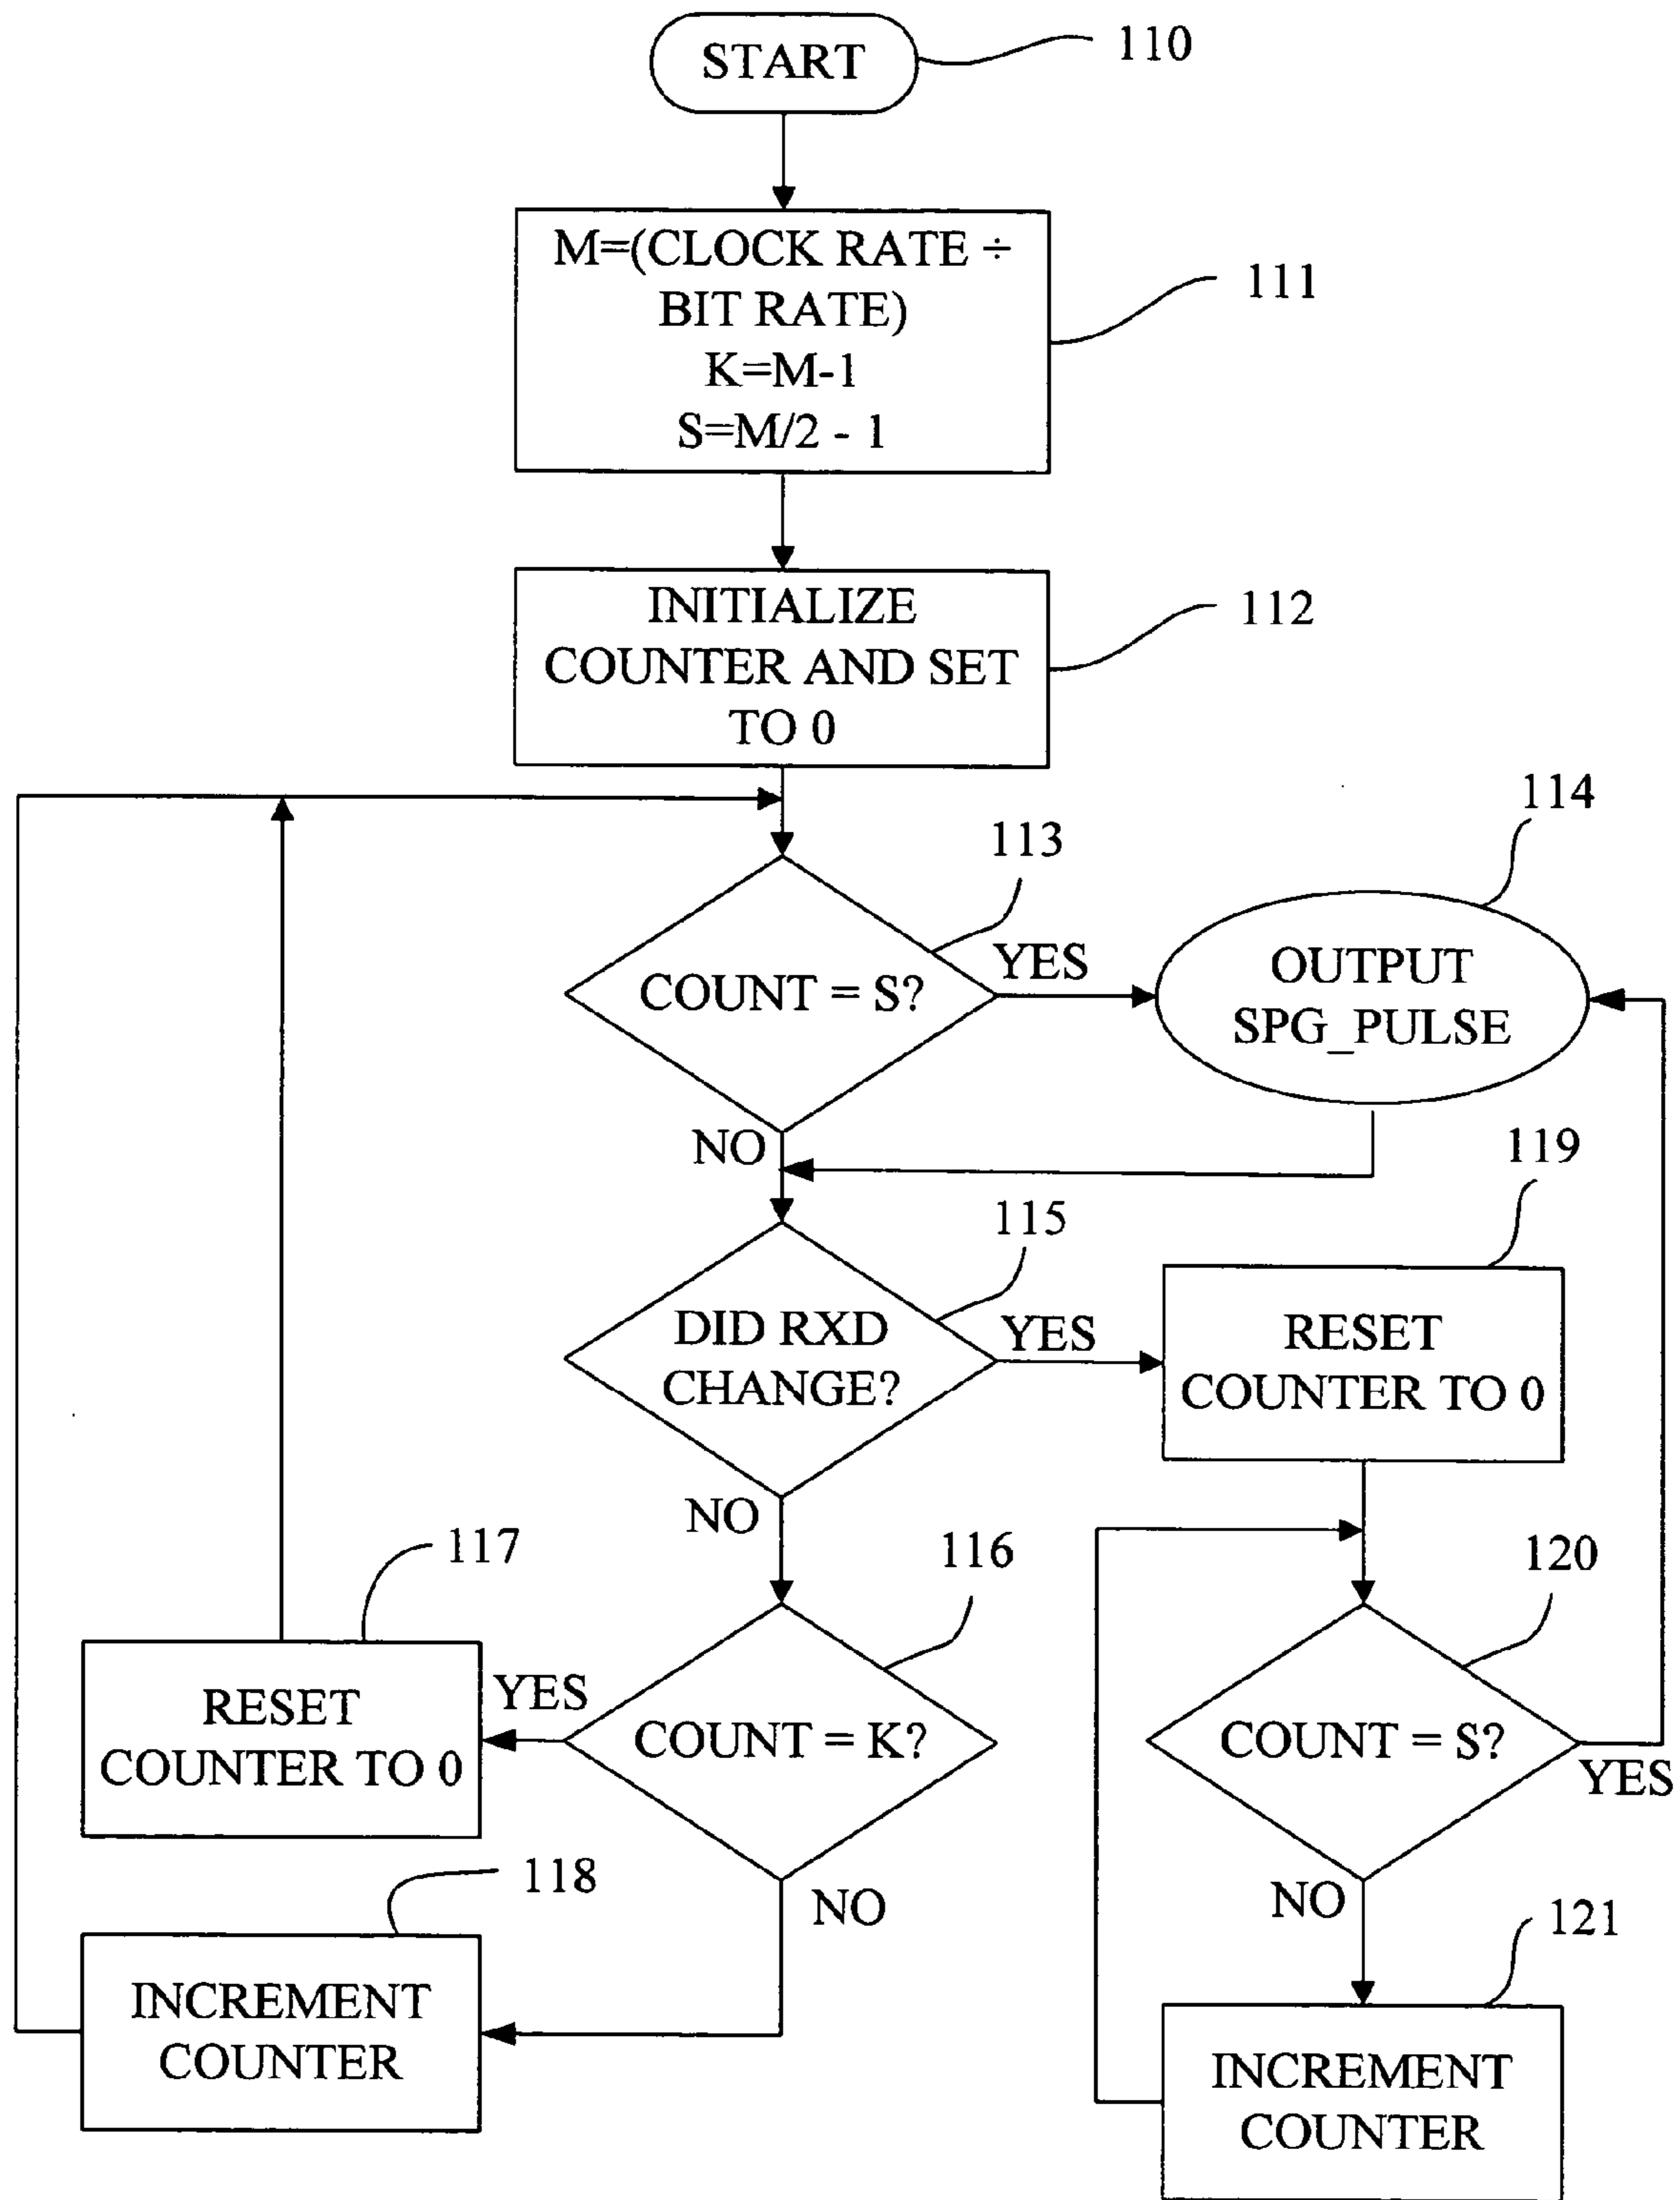 START
110
M=(CLOCK RATE ÷
BIT RATE)
K=M-1
S=M/2 - 1
111
INITIALIZE
COUNTER AND SET
TO 0
112
113
COUNT = S?
YES
NO
114
OUTPUT
SPG_PULSE
115
DID RXD
CHANGE?
YES
NO
119
RESET
COUNTER TO 0
116
COUNT = K?
YES
NO
117
RESET
COUNTER TO 0
118
INCREMENT
COUNTER
120
COUNT = S?
YES
NO
121
INCREMENT
COUNTER